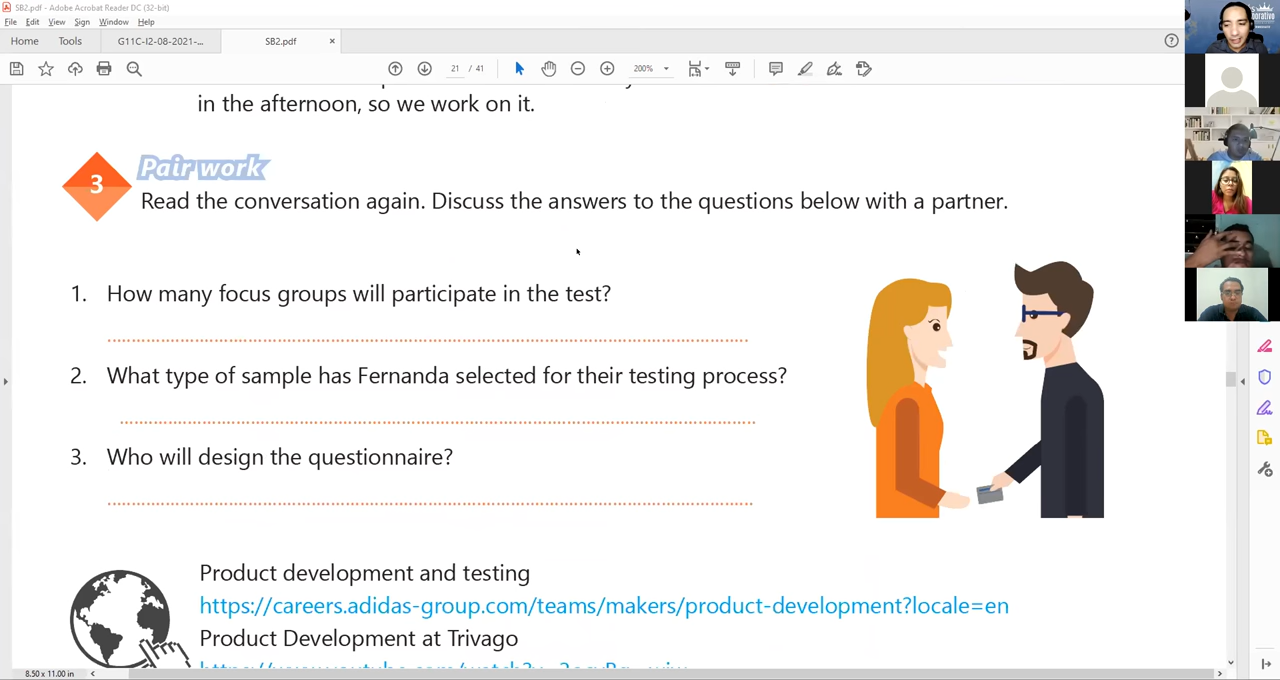 SB2.pdf - Adobe Acrobat Reader DC (32-bit)
File Edit View Sign Window Help
Home Tools G11C-I2-08-2021-... SB2.pdf ×
21 / 41 200%
in the afternoon, so we work on it.
3 Pair work
Read the conversation again. Discuss the answers to the questions below with a partner.
1. How many focus groups will participate in the test?
2. What type of sample has Fernanda selected for their testing process?
3. Who will design the questionnaire?
Product development and testing
https://careers.adidas-group.com/teams/makers/product-development?locale=en
Product Development at Trivago
8.50 x 11.00 in